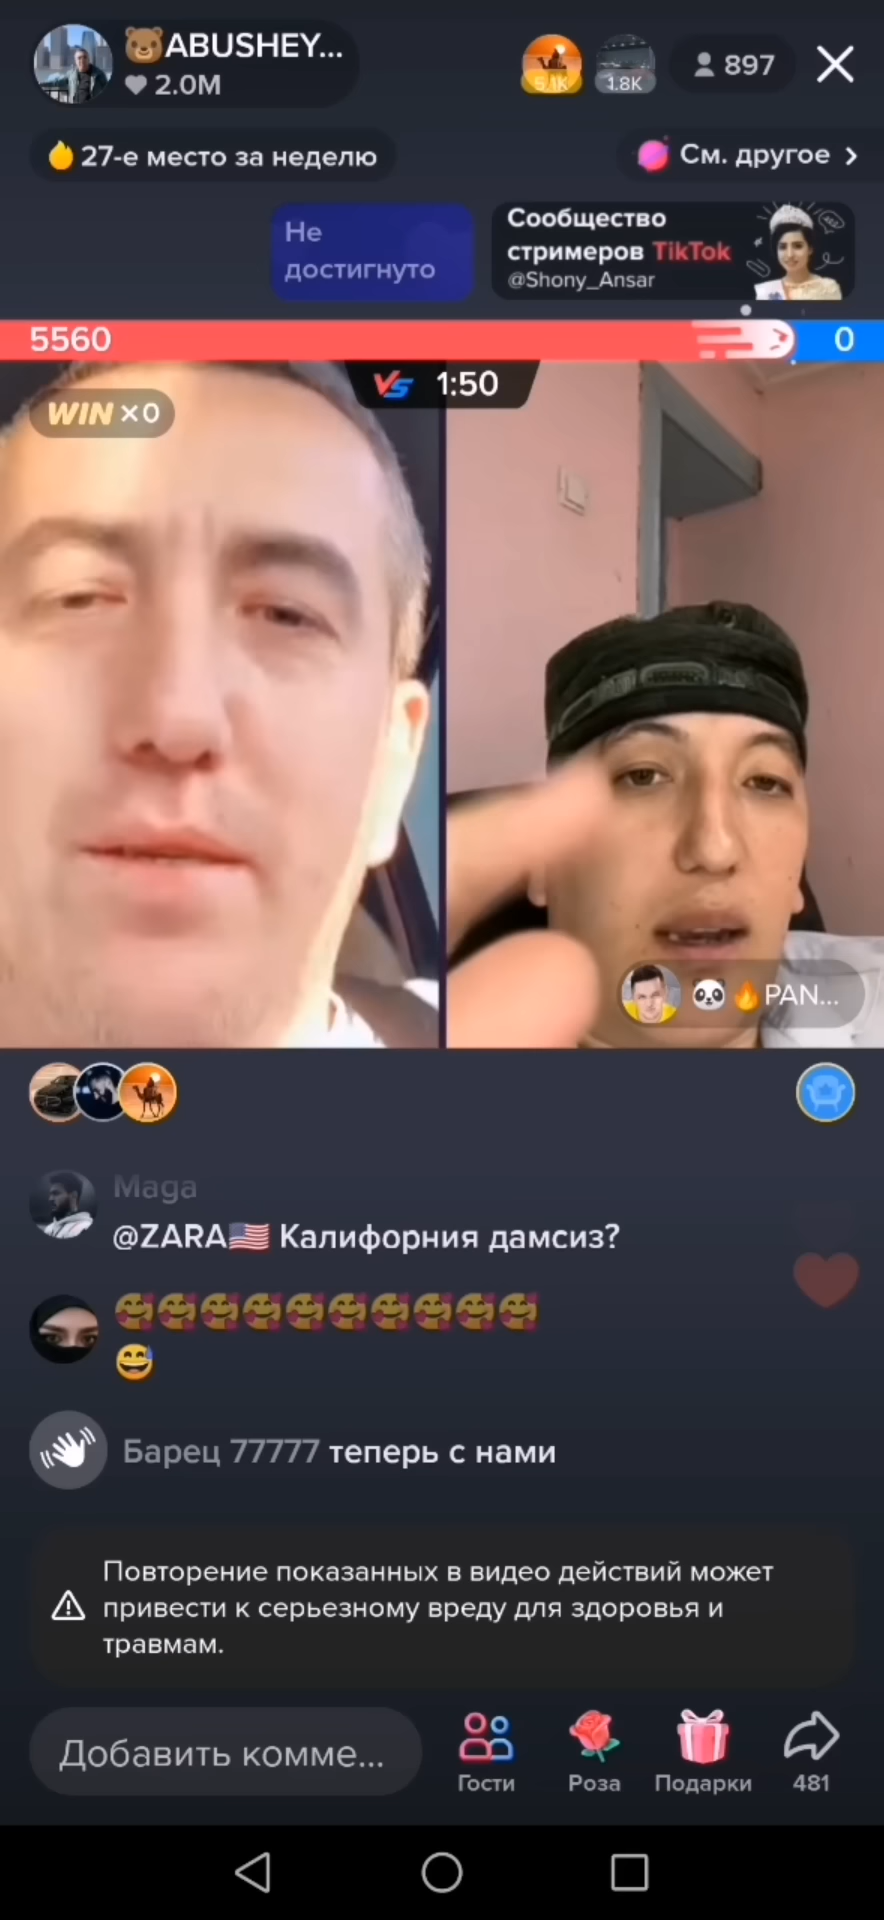 🐻ABUSHEY...
2.0M
5.1K
1.8K
897
27-е место за неделю
См. другое
Не
достигнуто
Сообщество
стримеров TikTok
@Shony_Ansar
5560
0
VS 1:50
WIN ×0
🐼🔥PAN...
Maga
@ZARA🇺🇸 Калифорния дамсиз?
🥰🥰🥰🥰🥰🥰🥰🥰🥰🥰
😅
Барец 77777 теперь с нами
Повторение показанных в видео действий может
привести к серьезному вреду для здоровья и
травмам.
Добавить комме...
Гости
Роза
Подарки
481